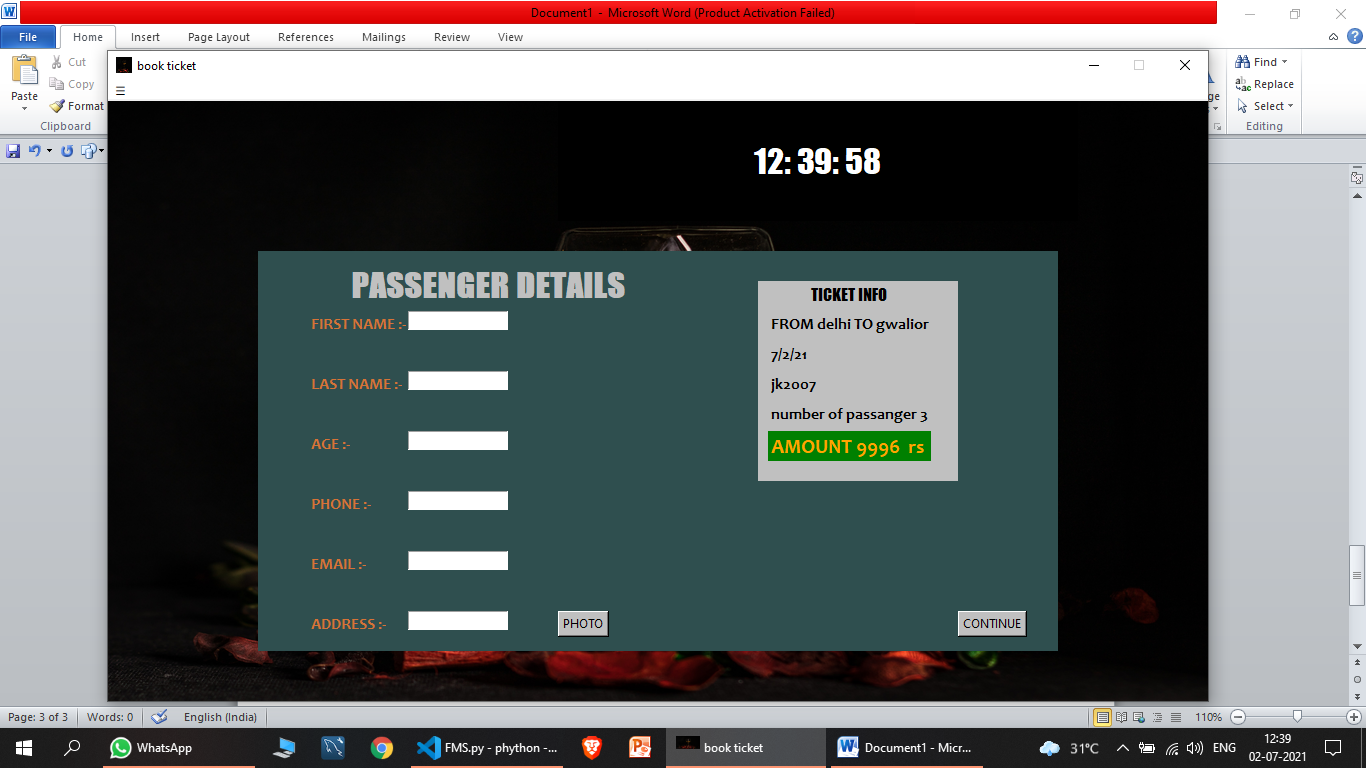 Document1 - Microsoft Word (Product Activation Failed)
File Home Insert Page Layout References Mailings Review View
Paste
Cut
Copy
Format
Clipboard
Find
Replace
Select
Editing
ge
book ticket
12: 39: 58
PASSENGER DETAILS
FIRST NAME :-
LAST NAME :-
AGE :-
PHONE :-
EMAIL :-
ADDRESS :-
PHOTO
TICKET INFO
FROM delhi TO gwalior
7/2/21
jk2007
number of passanger 3
AMOUNT 9996 rs
CONTINUE
Page: 3 of 3 Words: 0 English (India) 110%
WhatsApp FMS.py - phython -... book ticket Document1 - Micr... 31°C ENG
12:39
02-07-2021